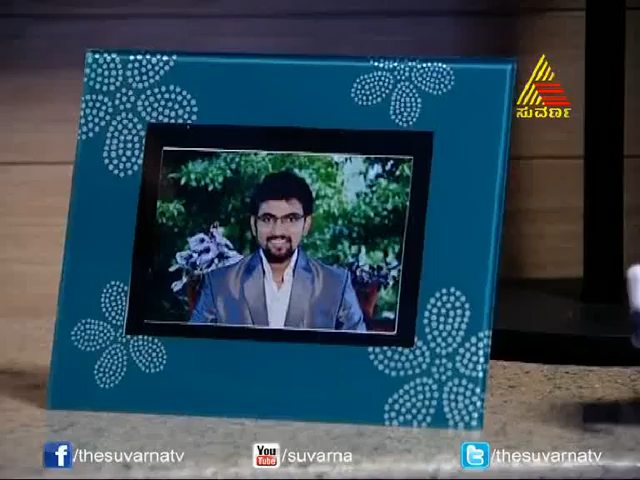 ಸುವರ್ಣ
f /thesuvarnatv
You Tube /suvarna
/thesuvarnatv